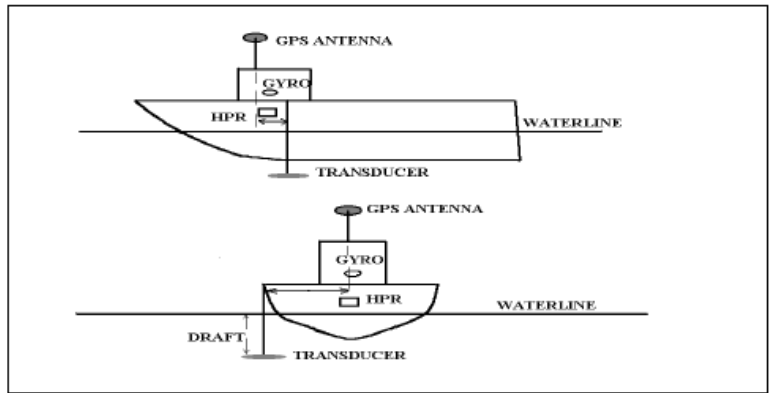 GPS ANTENNA
GYRO
HPR
WATERLINE
TRANSDUCER
GPS ANTENNA
GYRO
HPR
WATERLINE
DRAFT
TRANSDUCER